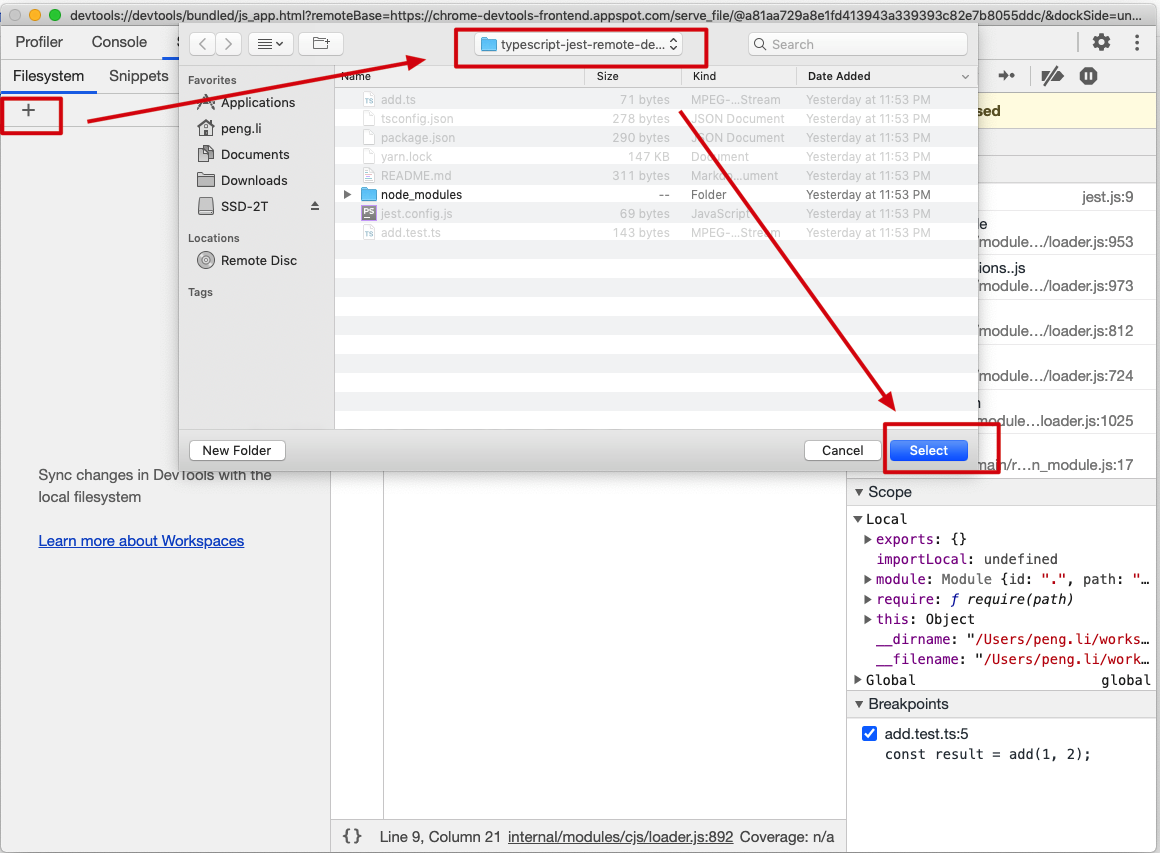 devtools://devtools/bundled/js_app.html?remoteBase=https://chrome-devtools-frontend.appspot.com/serve_file/@a81aa729a8e1fd413943a339393c82e7b8055ddc/&dockSide=un...
Profiler Console
Filesystem Snippets
+
typescript-jest-remote-de...
Search
Favorites
Applications
peng.li
Documents
Downloads
SSD-2T
Locations
Remote Disc
Tags
Name Size Kind Date Added
add.ts 71 bytes MPEG-...Stream Yesterday at 11:53 PM
tsconfig.json 278 bytes JSON Document Yesterday at 11:53 PM
package.json 290 bytes JSON Document Yesterday at 11:53 PM
yarn.lock 147 KB Document Yesterday at 11:53 PM
README.md 311 bytes Yesterday at 11:53 PM
node_modules -- Folder Yesterday at 11:53 PM
jest.config.js 69 bytes JavaScript Yesterday at 11:53 PM
add.test.ts 143 bytes MPEG-...Stream Yesterday at 11:53 PM
New Folder Cancel Select
Sync changes in DevTools with the
local filesystem
Learn more about Workspaces
sed
jest.js:9
le
/module…/loader.js:953
ions..js
/module…/loader.js:973
/module…/loader.js:812
/module…/loader.js:724
module…loader.js:1025
main/r…n_module.js:17
Scope
Local
exports: {}
importLocal: undefined
module: Module {id: ".", path: "…
require: ƒ require(path)
this: Object
__dirname: "/Users/peng.li/works…
__filename: "/Users/peng.li/work…
Global global
Breakpoints
add.test.ts:5
const result = add(1, 2);
{} Line 9, Column 21 internal/modules/cjs/loader.js:892 Coverage: n/a